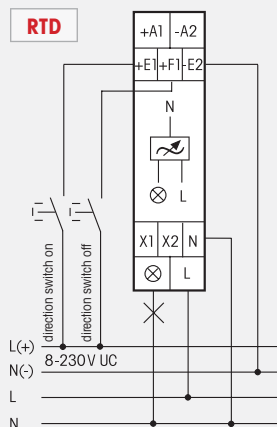 RTD
+A1 -A2
+E1 +F1 -E2
N
L
X1 X2 N
L
direction switch on
direction switch off
L(+)
8-230V UC
N(-)
L
N